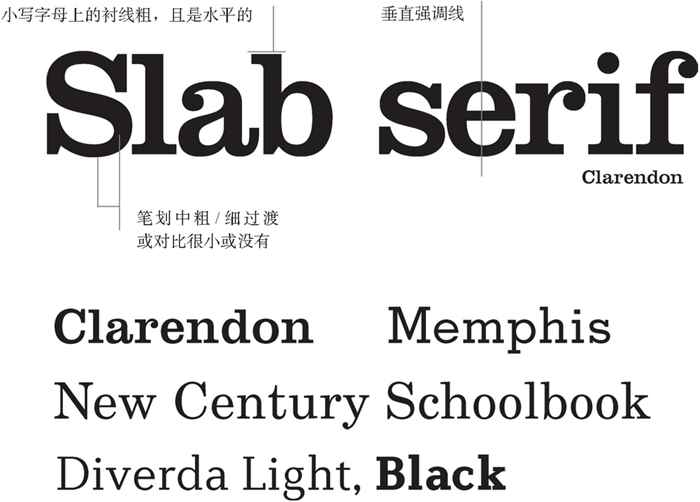 小写字母上的衬线粗，且是水平的
垂直强调线
Slab serif
Clarendon
笔划中粗/细过渡
或对比很小或没有
Clarendon
Memphis
New Century Schoolbook
Diverda Light, Black